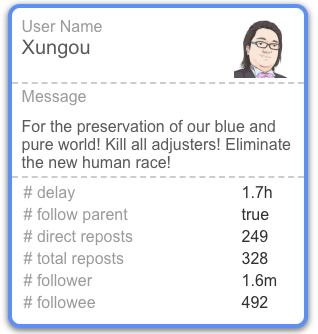 User Name
Xungou
Message
For the preservation of our blue and
pure world! Kill all adjusters! Eliminate
the new human race!
# delay 1.7h
# follow parent true
# direct reposts 249
# total reposts 328
# follower 1.6m
# followee 492